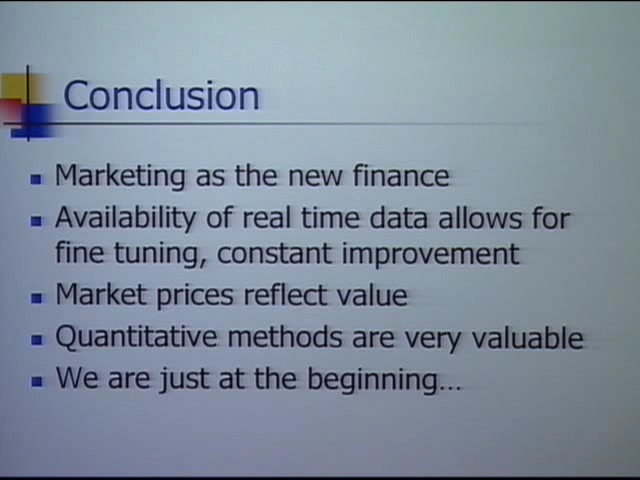 Conclusion
Marketing as the new finance
Availability of real time data allows for
fine tuning, constant improvement
Market prices reflect value
Quantitative methods are very valuable
We are just at the beginning...